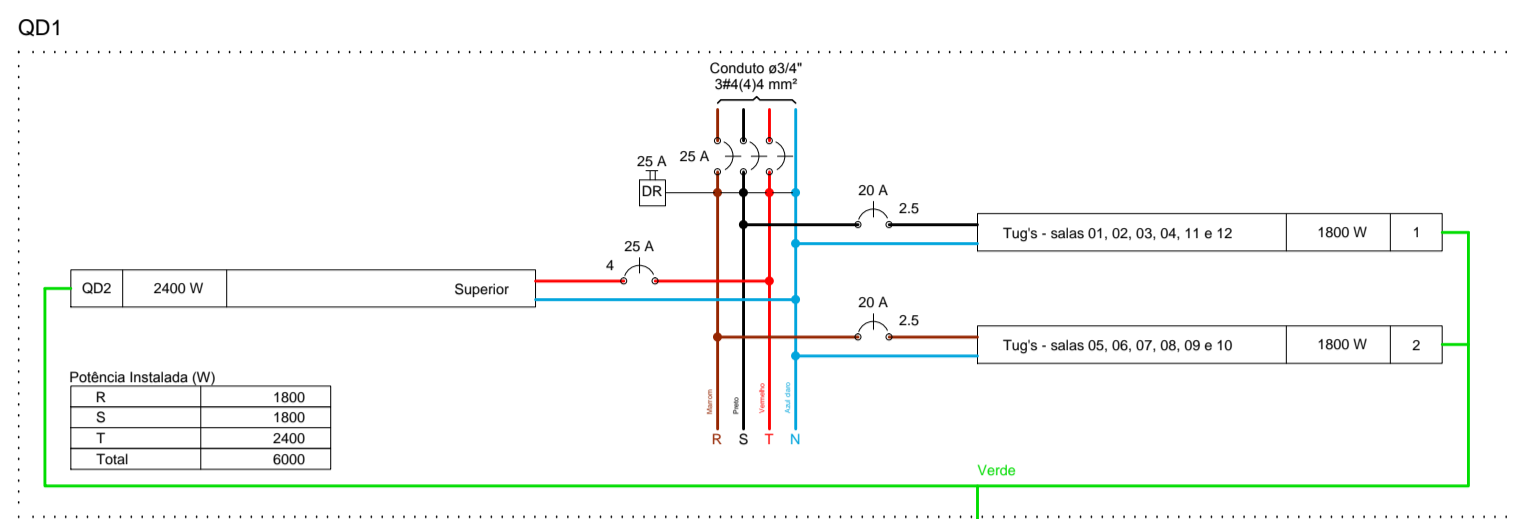 QD1
Conduto ø3/4"
3#4(4)4 mm²
25 A
25 A
DR
20 A
2.5
Tug's - salas 01, 02, 03, 04, 11 e 12 1800 W 1
25 A
4
QD2 2400 W Superior
20 A
2.5
Tug's - salas 05, 06, 07, 08, 09 e 10 1800 W 2
Potência Instalada (W)
R 1800
S 1800
T 2400
Total 6000
Marrom
Preto
Vermelho
Azul claro
R S T N
Verde